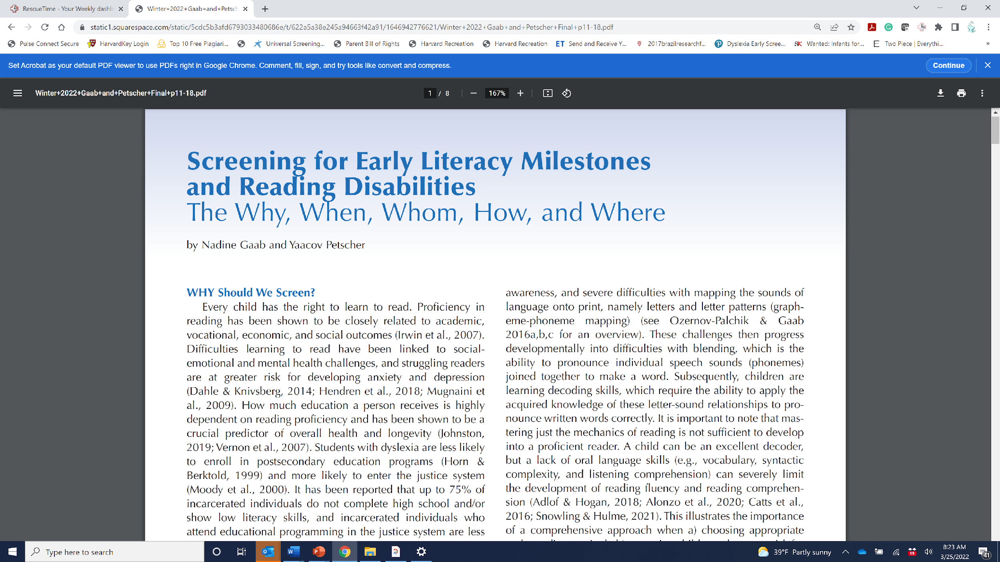 RescueTime - Your Weekly dashb
Winter+2022+Gaab+and+Petsch
static1.squarespace.com/static/5cdc5b3afd6793033480686e/t/622a5a38e245a94663f42a91/1646942776621/Winter+2022+Gaab+and+Petscher+Final+p11-18.pdf
Pulse Connect Secure HarvardKey Login Top 10 Free Plagiari... Universal Screening... Parent Bill of Rights Harvard Recreation Harvard Recreation ET Send and Receive Y... 2017brazilresearchf... Dyslexia Early Scree... SK Wanted: Infants for... E Two Piece | Everythi... »
Set Acrobat as your default PDF viewer to use PDFs right in Google Chrome. Comment, fill, sign, and try tools like convert and compress. Continue
Winter+2022+Gaab+and+Petscher+Final+p11-18.pdf 1 / 8 167%
Screening for Early Literacy Milestones
and Reading Disabilities
The Why, When, Whom, How, and Where
by Nadine Gaab and Yaacov Petscher
WHY Should We Screen?
Every child has the right to learn to read. Proficiency in
reading has been shown to be closely related to academic,
vocational, economic, and social outcomes (Irwin et al., 2007).
Difficulties learning to read have been linked to social-
emotional and mental health challenges, and struggling readers
are at greater risk for developing anxiety and depression
(Dahle & Knivsberg, 2014; Hendren et al., 2018; Mugnaini et
al., 2009). How much education a person receives is highly
dependent on reading proficiency and has been shown to be a
crucial predictor of overall health and longevity (Johnston,
2019; Vernon et al., 2007). Students with dyslexia are less likely
to enroll in postsecondary education programs (Horn &
Berktold, 1999) and more likely to enter the justice system
(Moody et al., 2000). It has been reported that up to 75% of
incarcerated individuals do not complete high school and/or
show low literacy skills, and incarcerated individuals who
attend educational programming in the justice system are less
awareness, and severe difficulties with mapping the sounds of
language onto print, namely letters and letter patterns (graph-
eme-phoneme mapping) (see Ozernov-Palchik & Gaab
2016a,b,c for an overview). These challenges then progress
developmentally into difficulties with blending, which is the
ability to pronounce individual speech sounds (phonemes)
joined together to make a word. Subsequently, children are
learning decoding skills, which require the ability to apply the
acquired knowledge of these letter-sound relationships to pro-
nounce written words correctly. It is important to note that mas-
tering just the mechanics of reading is not sufficient to develop
into a proficient reader. A child can be an excellent decoder,
but a lack of oral language skills (e.g., vocabulary, syntactic
complexity, and listening comprehension) can severely limit
the development of reading fluency and reading comprehen-
sion (Adlof & Hogan, 2018; Alonzo et al., 2020; Catts et al.,
2016; Snowling & Hulme, 2021). This illustrates the importance
of a comprehensive approach when a) choosing appropriate
Type here to search
39°F Partly sunny
19
8:23 AM
3/25/2022
41